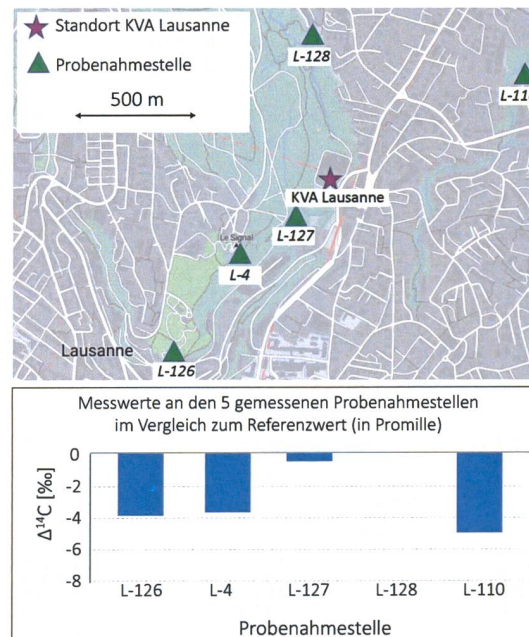 Standort KVA Lausanne
Probenahmestelle
500 m
L-128
L-11
KVA Lausanne
L-127
Le Signal
L-4
Lausanne
L-126
Messwerte an den 5 gemessenen Probenahmestellen
im Vergleich zum Referenzwert (in Promille)
Δ¹⁴C [‰]
0
-2
-4
-6
-8
L-126 L-4 L-127 L-128 L-110
Probenahmestelle